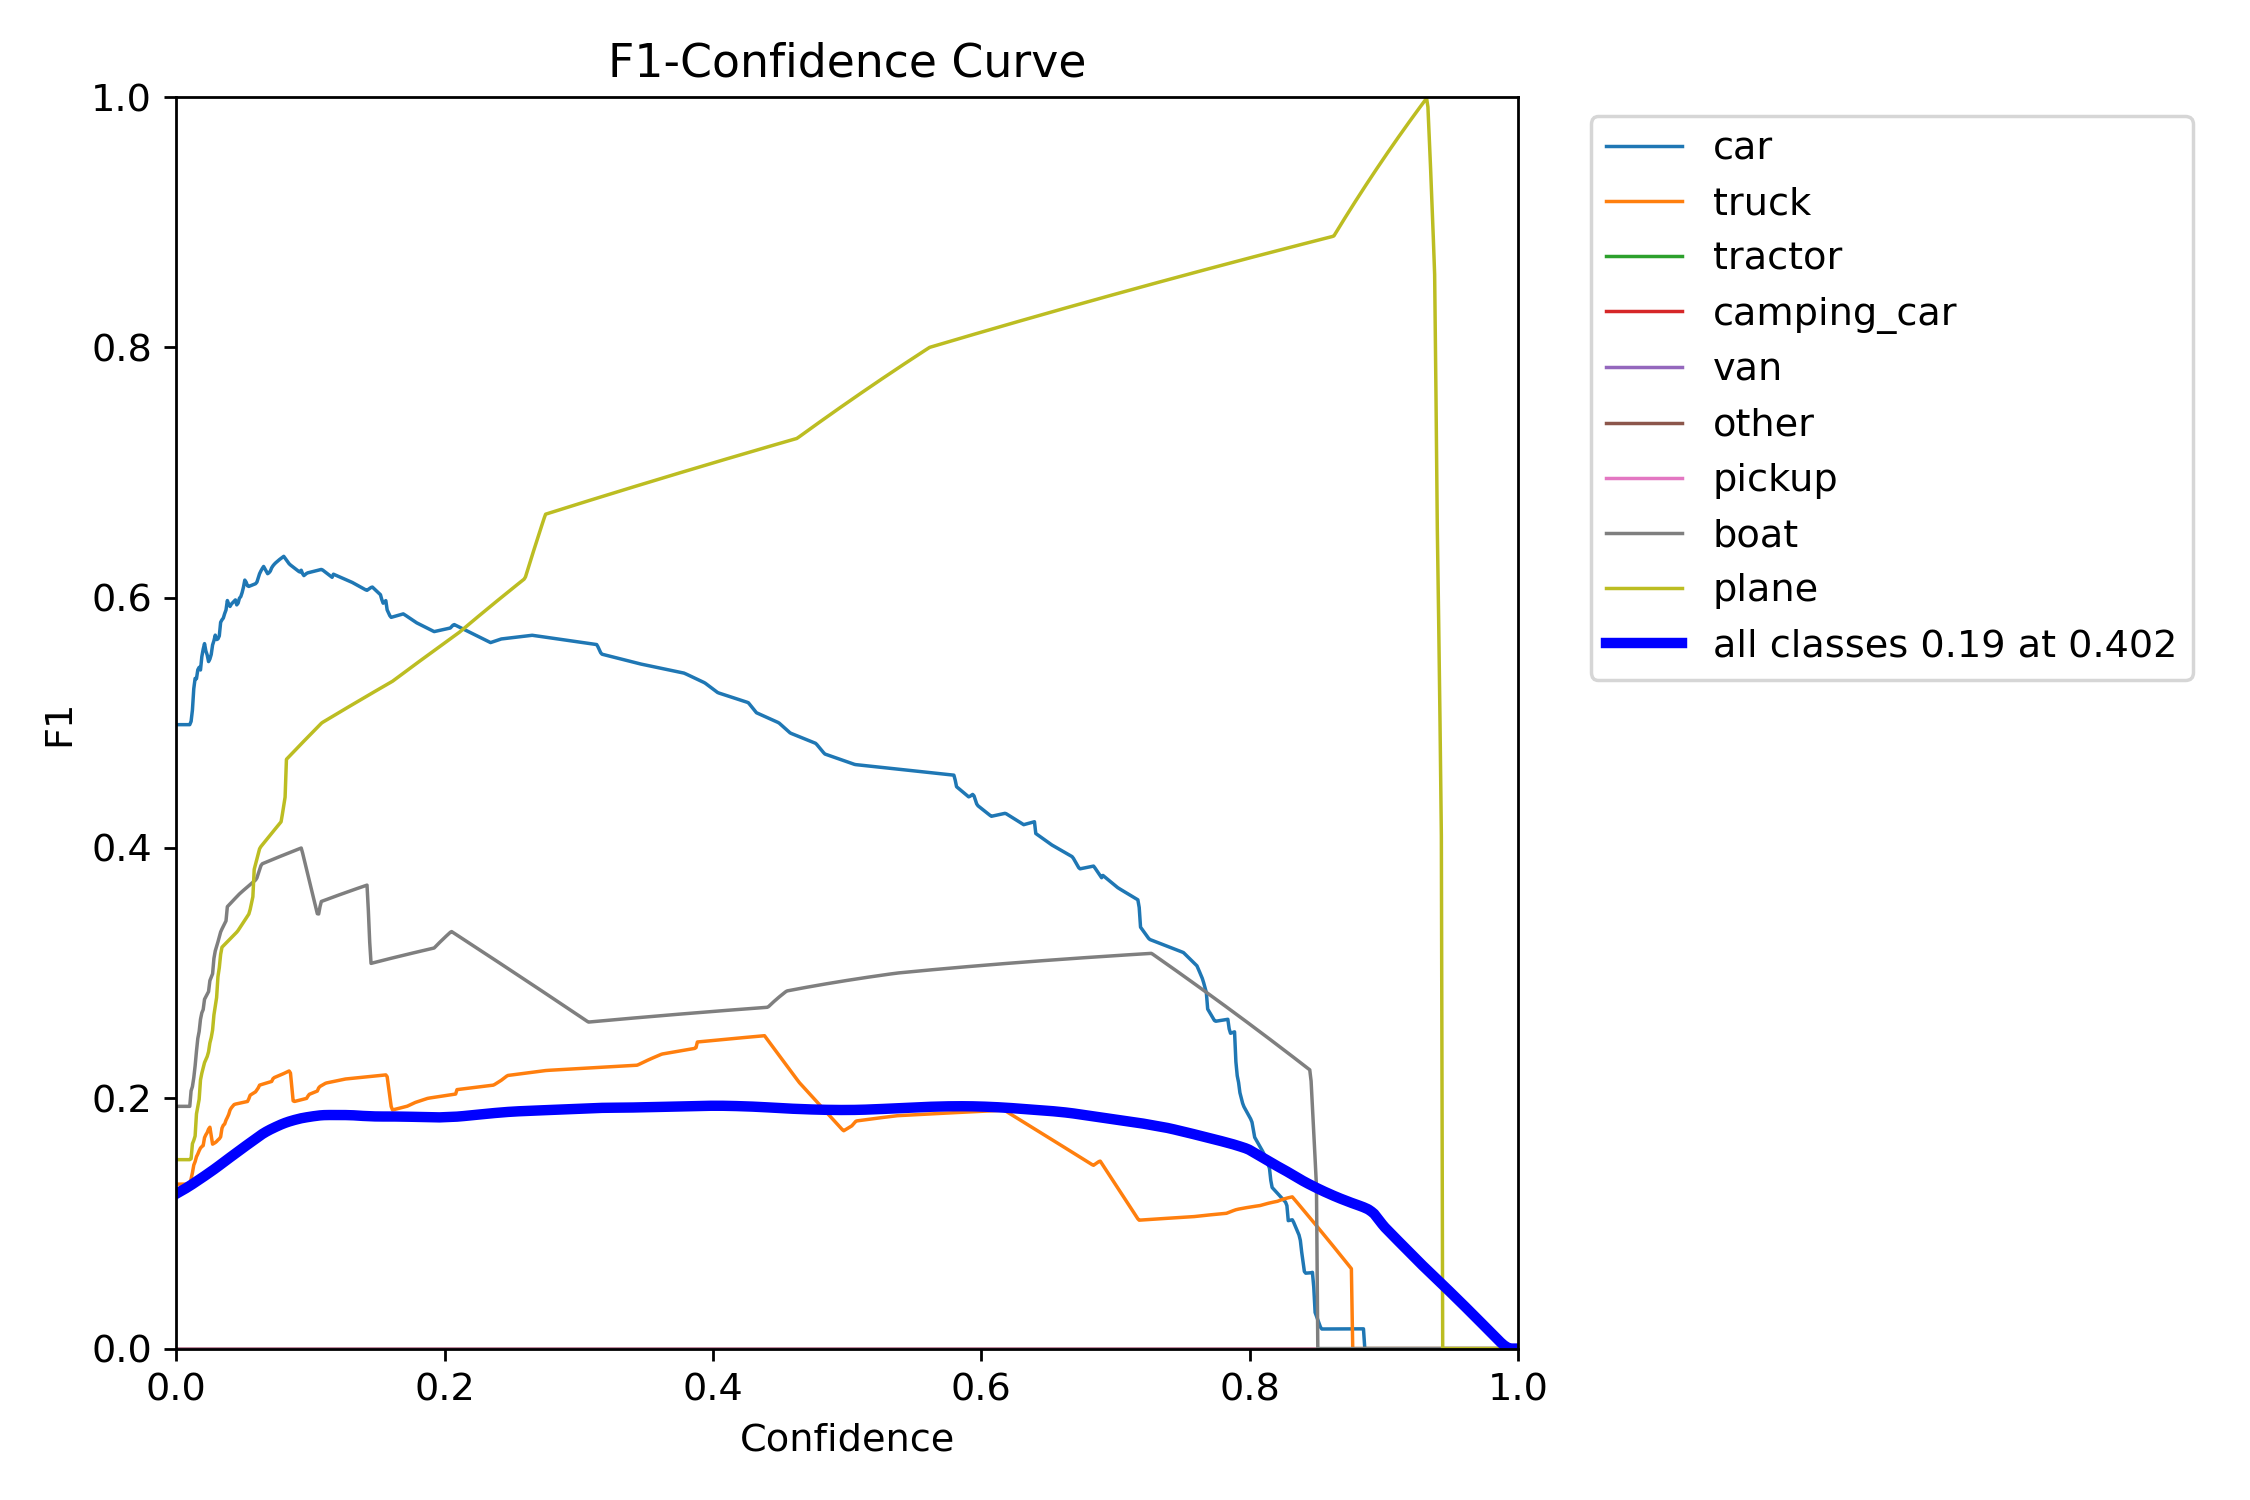 F1-Confidence Curve
1.0
0.8
0.6
0.4
0.2
0.0
F1
0.0 0.2 0.4 0.6 0.8 1.0
Confidence
car
truck
tractor
camping_car
van
other
pickup
boat
plane
all classes 0.19 at 0.402